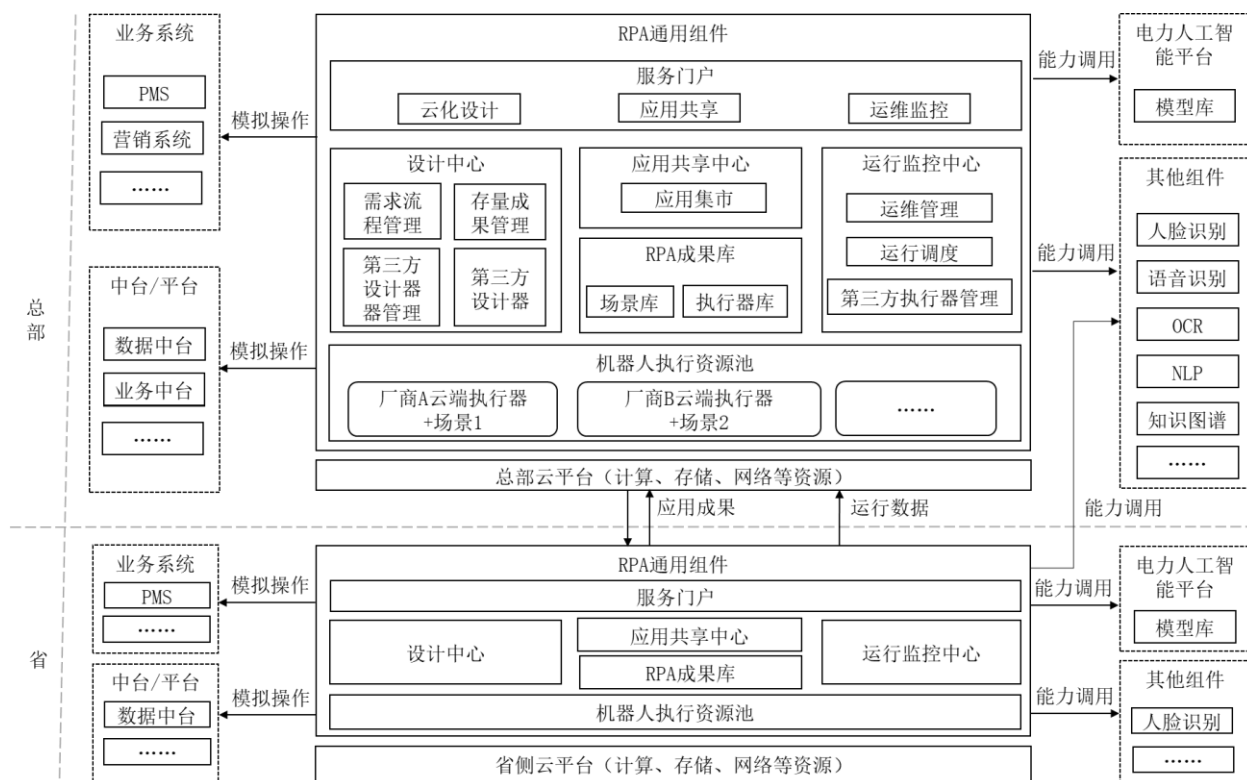 总
部
业务系统
PMS
营销系统
……
模拟操作
中台/平台
数据中台
业务中台
……
模拟操作
RPA通用组件
服务门户
云化设计
应用共享
运维监控
设计中心
需求流
程管理
存量成
果管理
第三方
设计器
器管理
第三方
设计器
应用共享中心
应用集市
RPA成果库
场景库
执行器库
运行监控中心
运维管理
运行调度
第三方执行器管理
机器人执行资源池
厂商A云端执行器
+场景1
厂商B云端执行器
+场景2
……
总部云平台（计算、存储、网络等资源）
能力调用
电力人工智
能平台
模型库
能力调用
其他组件
人脸识别
语音识别
OCR
NLP
知识图谱
……
应用成果
运行数据
能力调用
省
业务系统
PMS
……
模拟操作
中台/平台
数据中台
……
模拟操作
RPA通用组件
服务门户
设计中心
应用共享中心
RPA成果库
运行监控中心
机器人执行资源池
省侧云平台（计算、存储、网络等资源）
能力调用
电力人工智
能平台
模型库
能力调用
其他组件
人脸识别
……